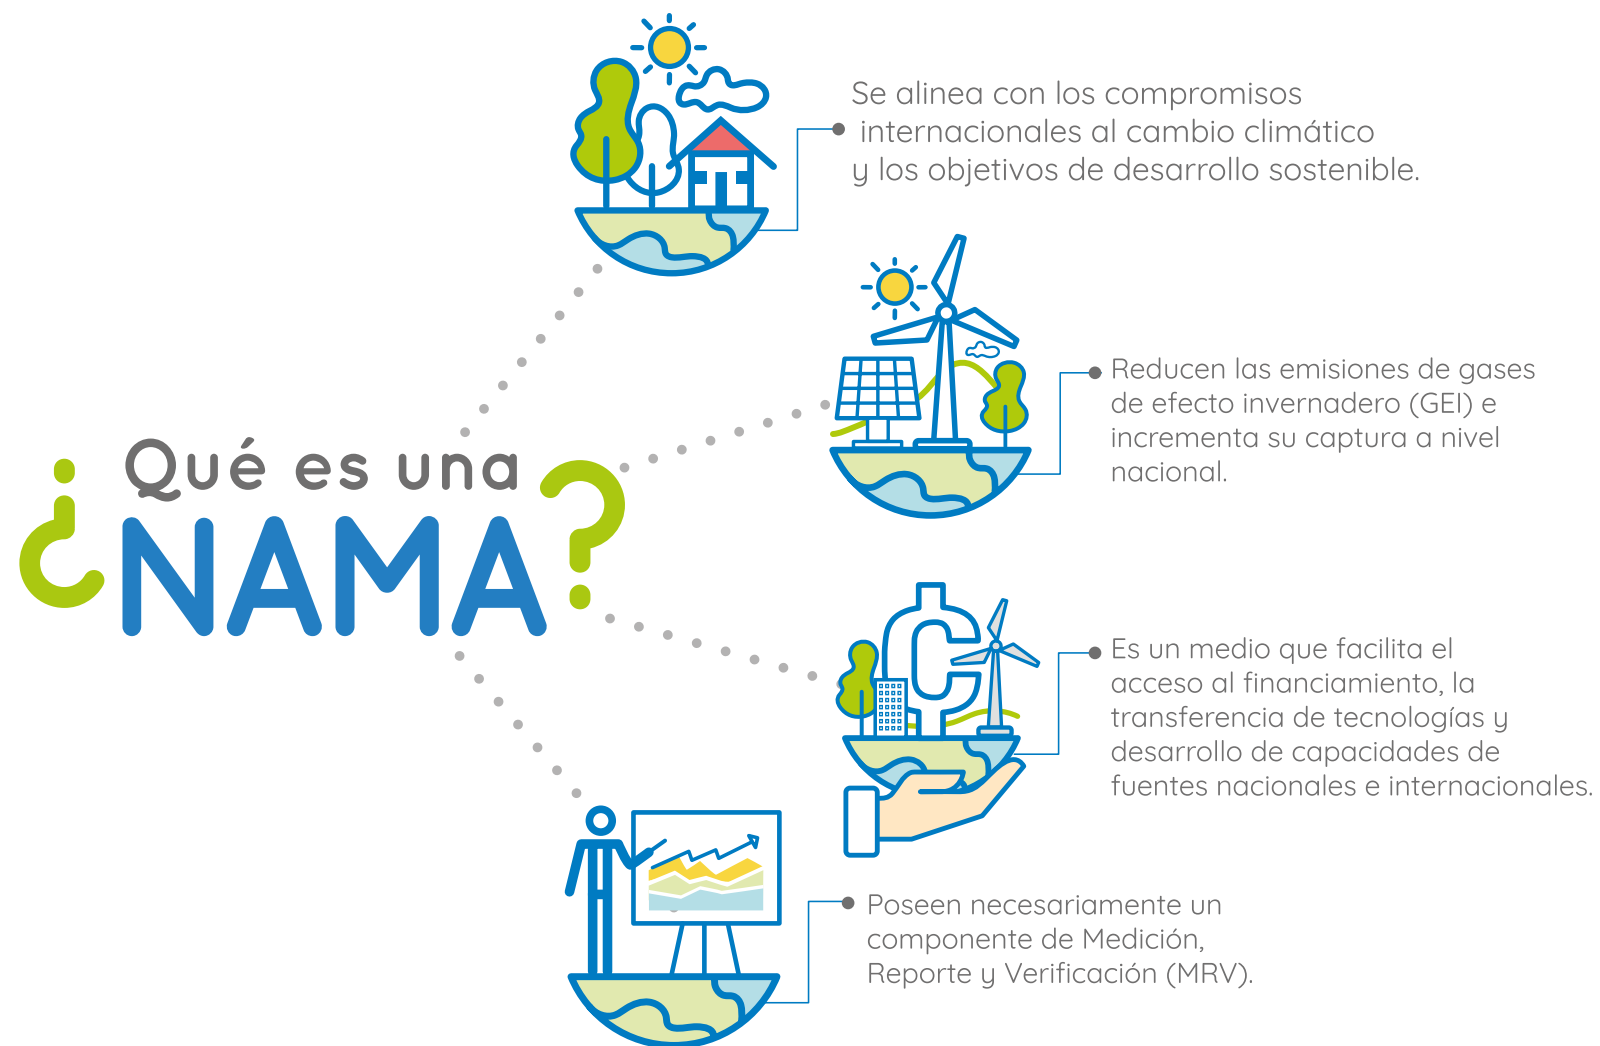 ¿Qué es una
NAMA?
Se alinea con los compromisos
internacionales al cambio climático
y los objetivos de desarrollo sostenible.
Reducen las emisiones de gases
de efecto invernadero (GEI) e
incrementa su captura a nivel
nacional.
Es un medio que facilita el
acceso al financiamiento, la
transferencia de tecnologías y
desarrollo de capacidades de
fuentes nacionales e internacionales.
Poseen necesariamente un
componente de Medición,
Reporte y Verificación (MRV).